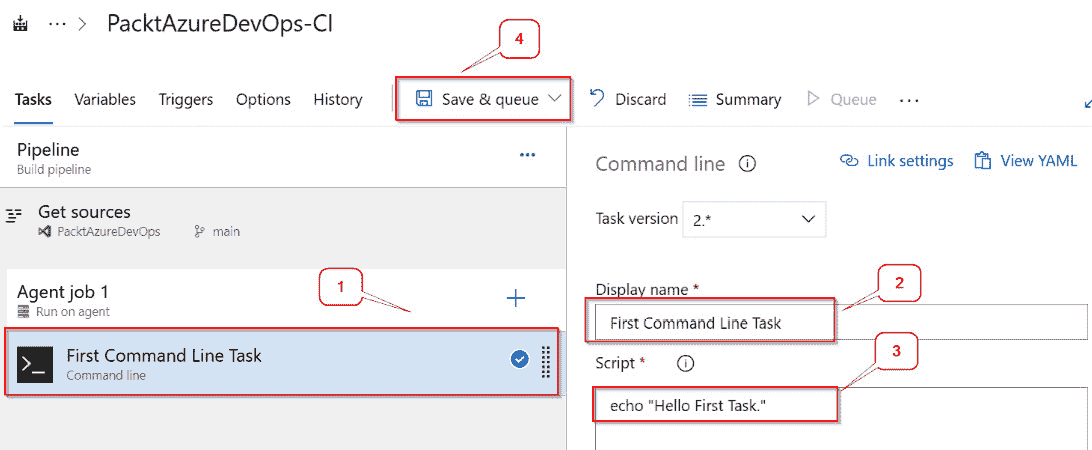 ··· > PacktAzureDevOps-CI
4
Tasks Variables Triggers Options History Save & queue Discard Summary Queue ···
Pipeline ···
Build pipeline
Command line Link settings View YAML
Get sources
PacktAzureDevOps main
Task version 2.*
Agent job 1 +
Run on agent
1
Display name *
2
First Command Line Task
First Command Line Task
Command line
Script *
3
echo "Hello First Task."